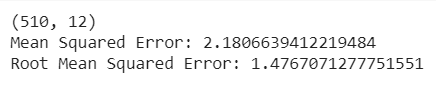 (510, 12)
Mean Squared Error: 2.1806639412219484
Root Mean Squared Error: 1.4767071277751551